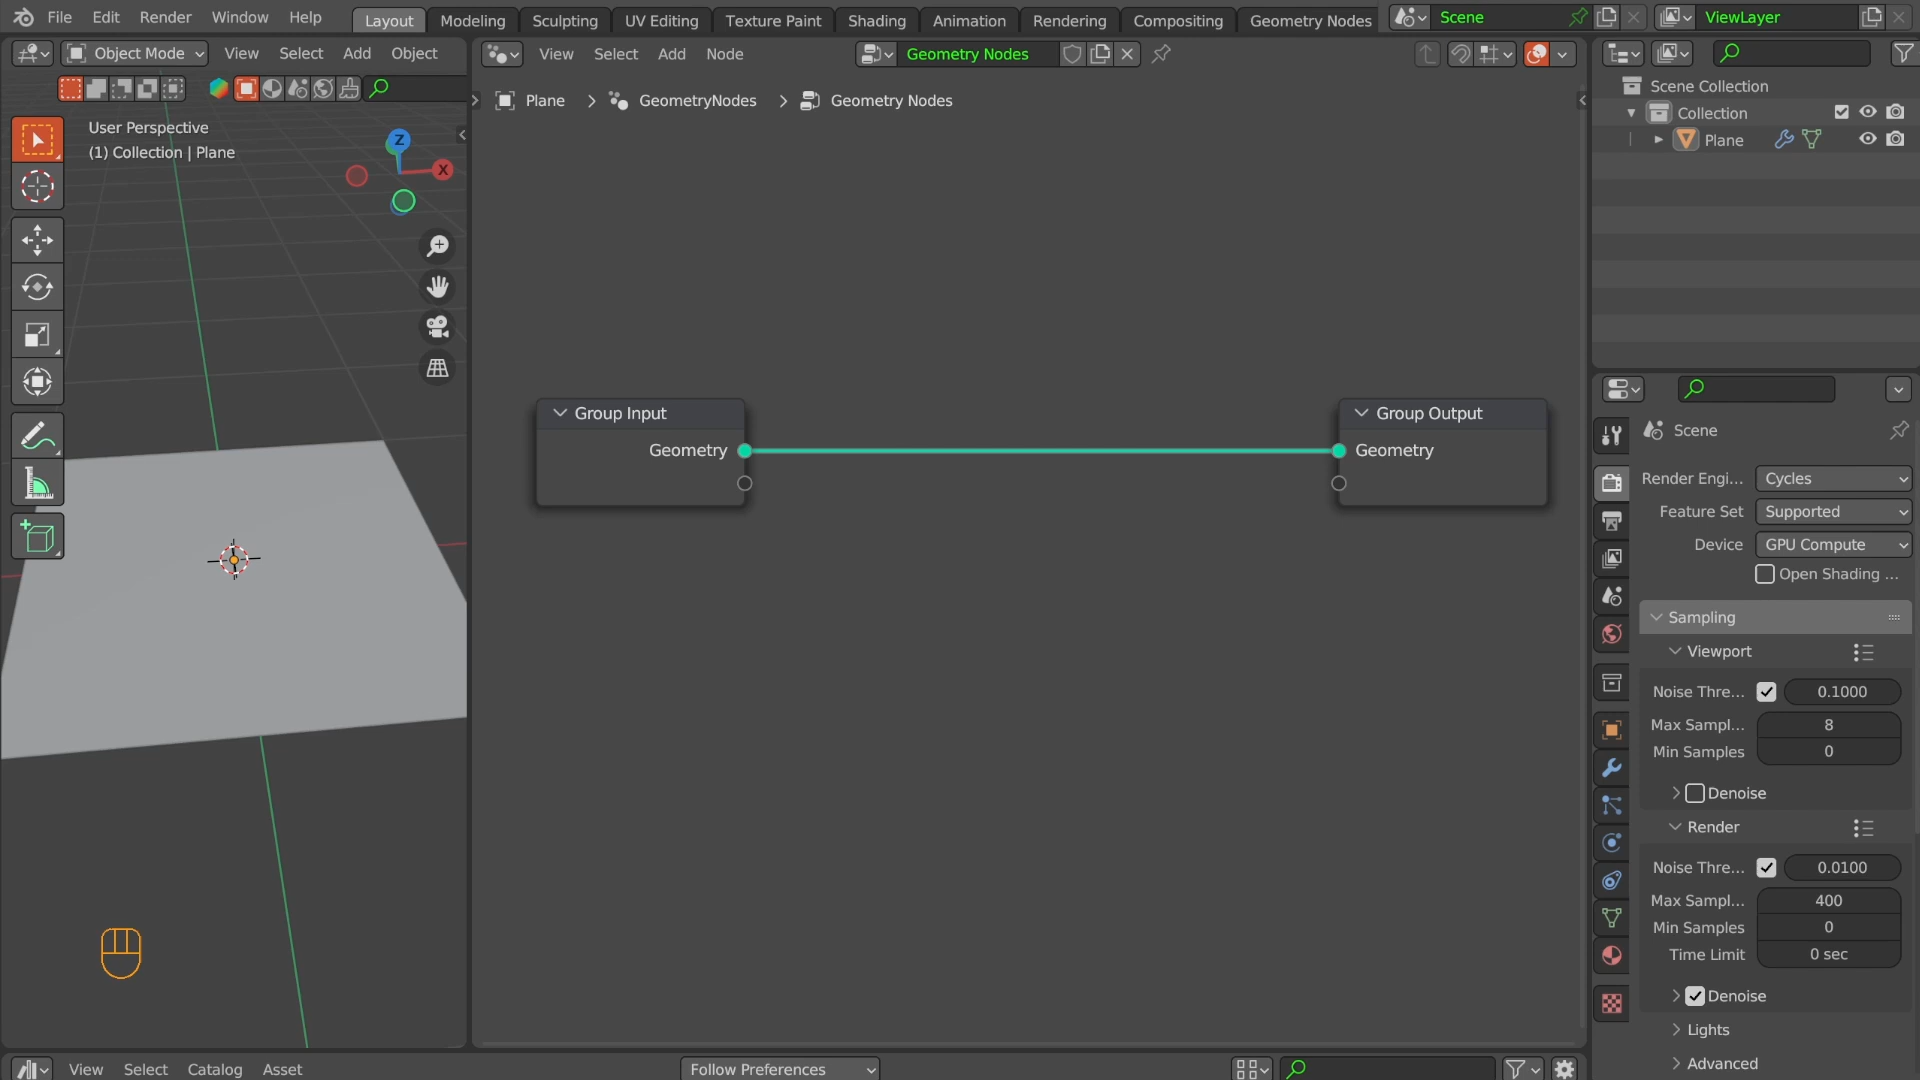 File Edit Render Window Help Layout Modeling Sculpting UV Editing Texture Paint Shading Animation Rendering Compositing Geometry Nodes Scene ViewLayer
Object Mode View Select Add Object
View Select Add Node Geometry Nodes
Plane GeometryNodes Geometry Nodes
User Perspective
(1) Collection | Plane
Z
X
Group Input
Geometry
Group Output
Geometry
Scene Collection
Collection
Plane
Scene
Render Engi... Cycles
Feature Set Supported
Device GPU Compute
Open Shading ...
Sampling
Viewport
Noise Thre... 0.1000
Max Sampl... 8
Min Samples 0
Denoise
Render
Noise Thre... 0.0100
Max Sampl... 400
Min Samples 0
Time Limit 0 sec
Denoise
Lights
Advanced
View Select Catalog Asset Follow Preferences